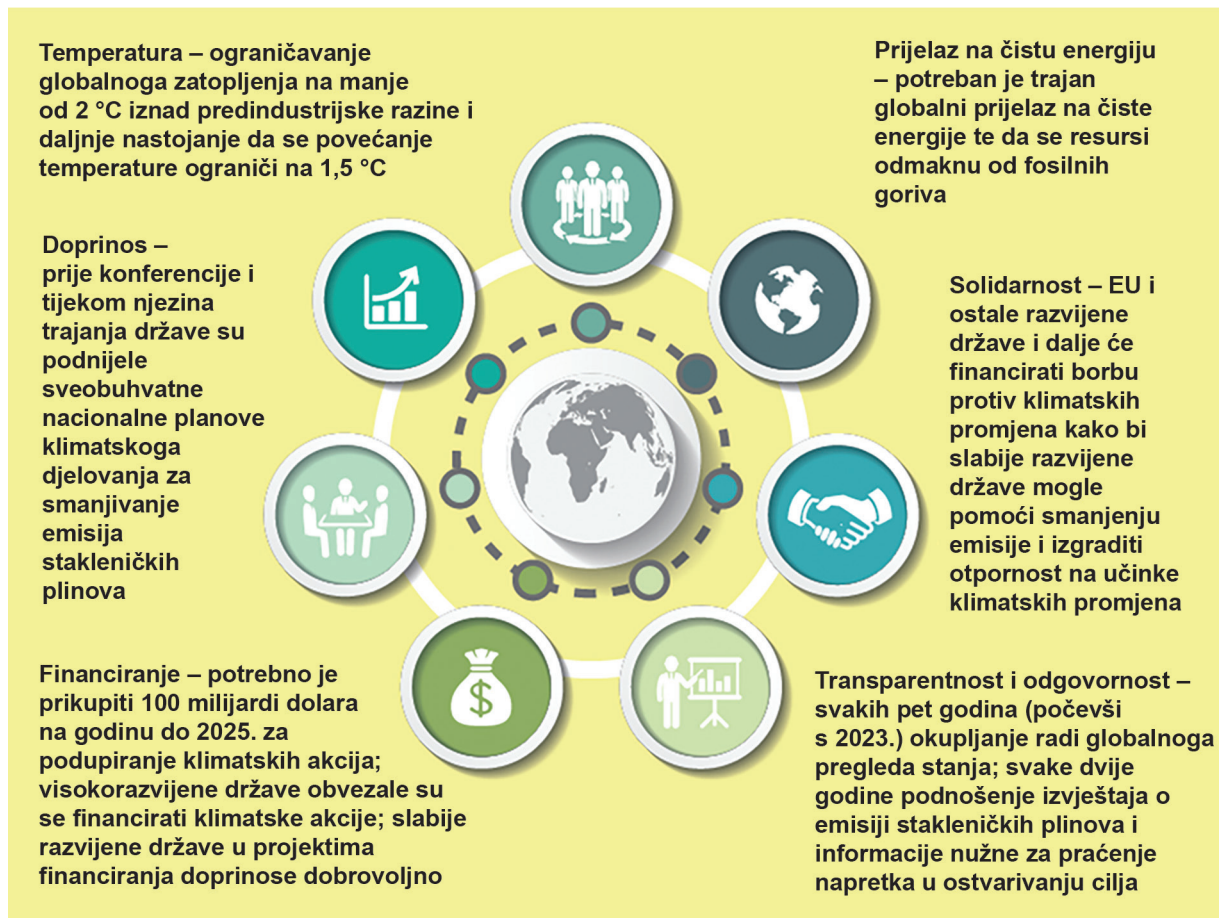 Temperatura – ograničavanje
globalnoga zatopljenja na manje
od 2 °C iznad predindustrijske razine i
daljnje nastojanje da se povećanje
temperature ograniči na 1,5 °C
Prijelaz na čistu energiju
– potreban je trajan
globalni prijelaz na čiste
energije te da se resursi
odmaknu od fosilnih
goriva
Doprinos –
prije konferencije i
tijekom njezina
trajanja države su
podnijele
sveobuhvatne
nacionalne planove
klimatskoga
djelovanja za
smanjivanje
emisija
stakleničkih
plinova
Solidarnost – EU i
ostale razvijene
države i dalje će
financirati borbu
protiv klimatskih
promjena kako bi
slabije razvijene
države mogle
pomoći smanjenju
emisije i izgraditi
otpornost na učinke
klimatskih promjena
Financiranje – potrebno je
prikupiti 100 milijardi dolara
na godinu do 2025. za
podupiranje klimatskih akcija;
visokorazvijene države obvezale su
se financirati klimatske akcije; slabije
razvijene države u projektima
financiranja doprinose dobrovoljno
$
Transparentnost i odgovornost –
svakih pet godina (počevši
s 2023.) okupljanje radi globalnoga
pregleda stanja; svake dvije
godine podnošenje izvještaja o
emisiji stakleničkih plinova i
informacije nužne za praćenje
napretka u ostvarivanju cilja